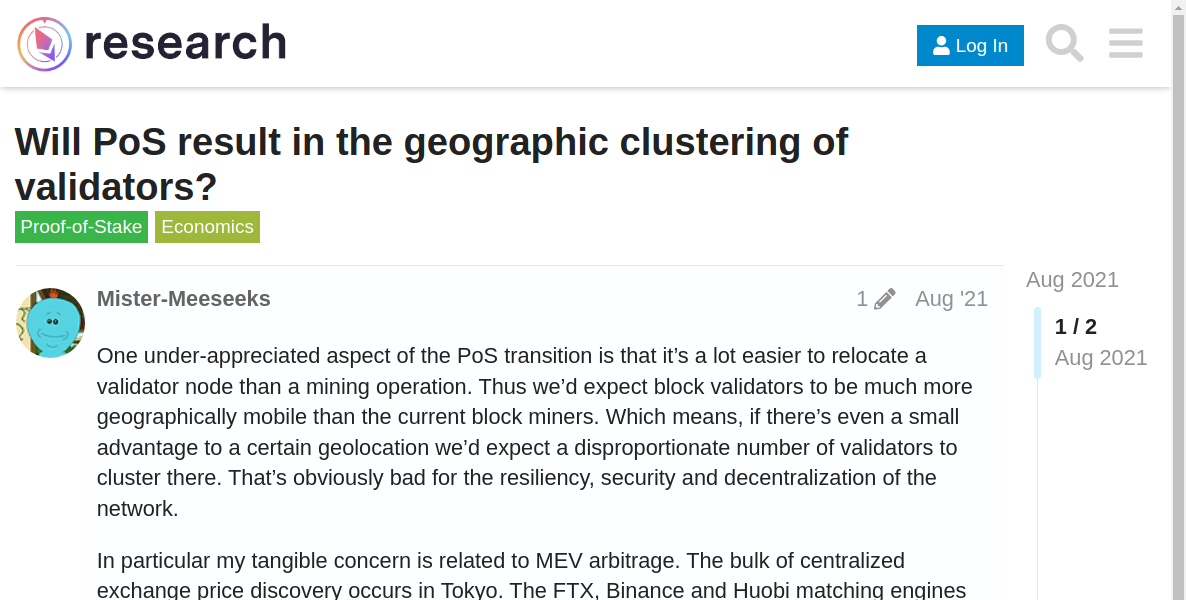 research
Log In
Will PoS result in the geographic clustering of
validators?
Proof-of-Stake Economics
Mister-Meeseeks
1 Aug '21
Aug 2021
1 / 2
Aug 2021
One under-appreciated aspect of the PoS transition is that it’s a lot easier to relocate a
validator node than a mining operation. Thus we’d expect block validators to be much more
geographically mobile than the current block miners. Which means, if there’s even a small
advantage to a certain geolocation we’d expect a disproportionate number of validators to
cluster there. That’s obviously bad for the resiliency, security and decentralization of the
network.
In particular my tangible concern is related to MEV arbitrage. The bulk of centralized
exchange price discovery occurs in Tokyo. The FTX, Binance and Huobi matching engines